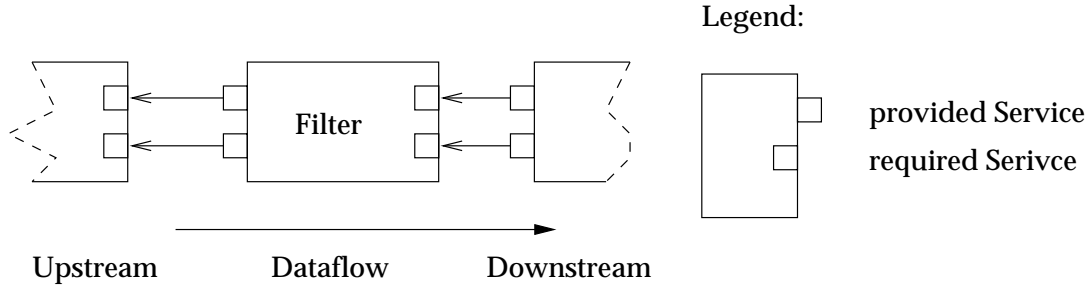 Legend:
Filter
provided Service
required Serivce
Upstream
Dataflow
Downstream